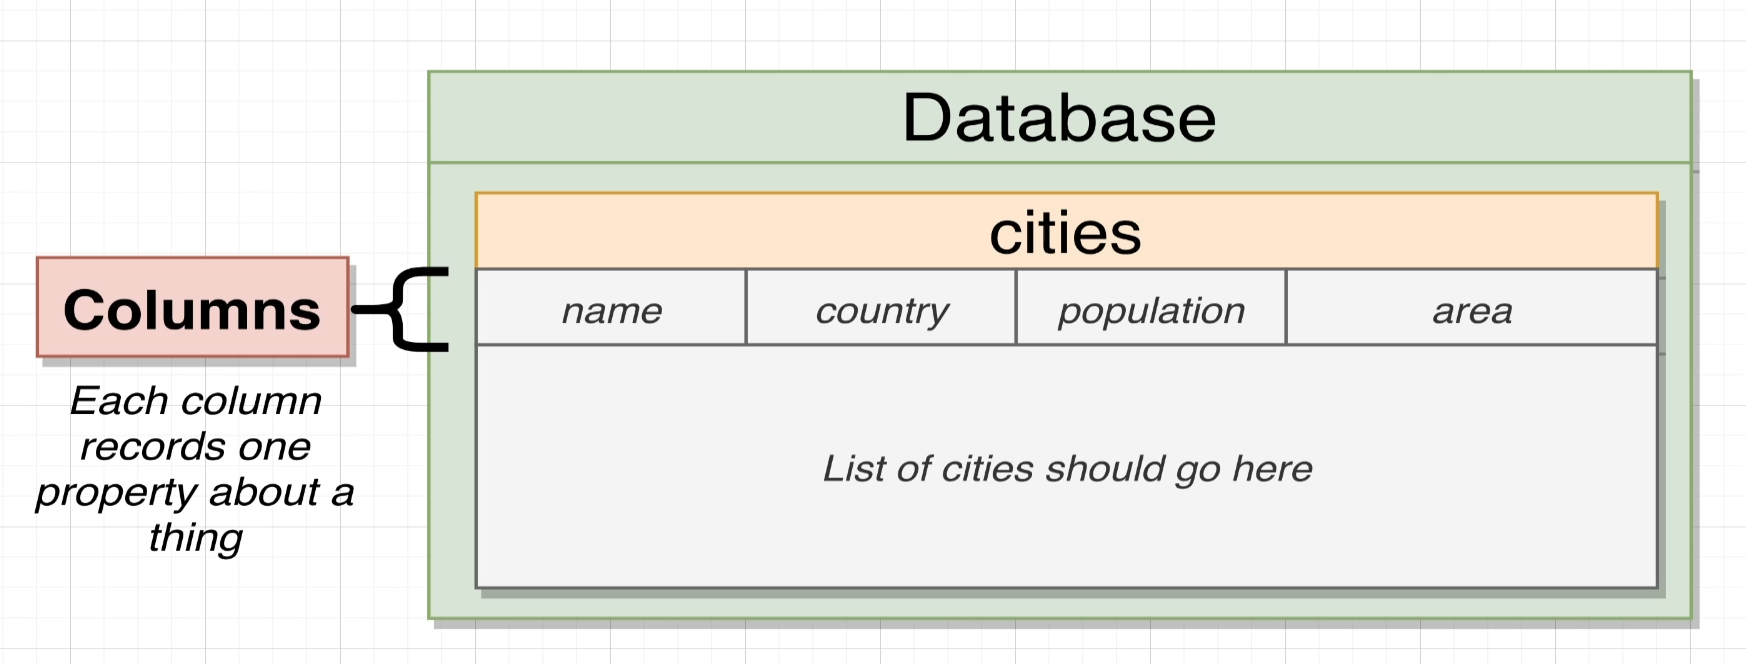 Database
cities
Columns
name country population area
Each column
records one
property about a
thing
List of cities should go here